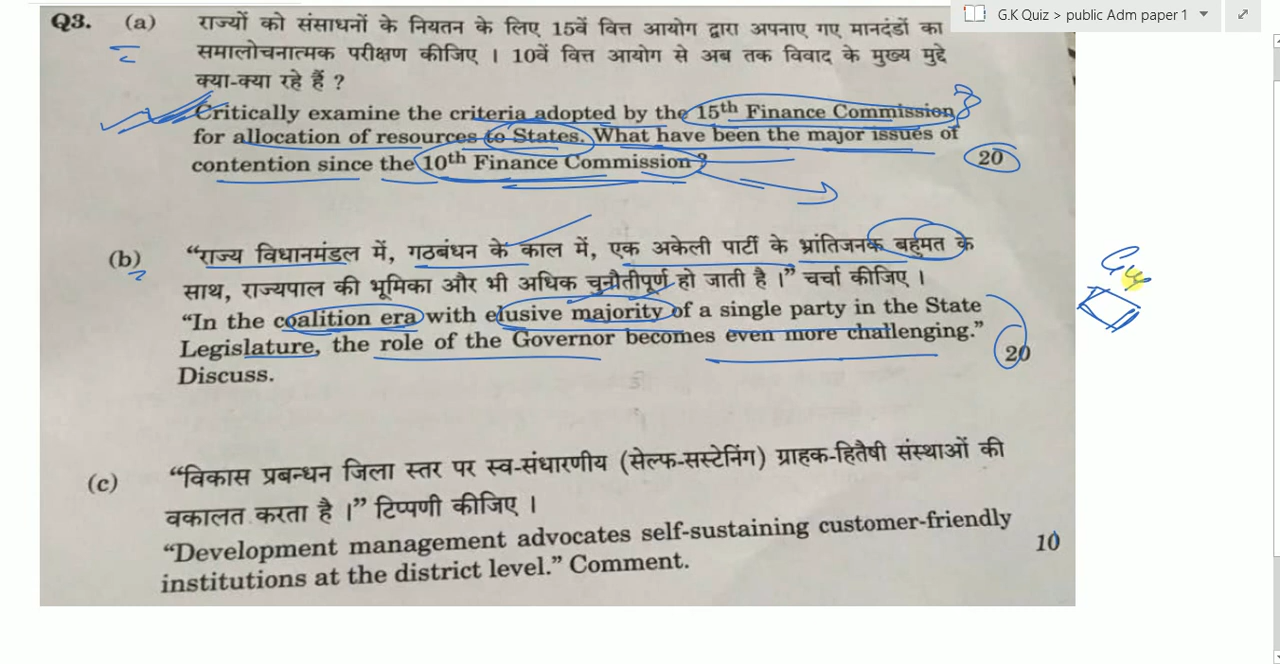 G.K Quiz > public Adm paper 1
Q3. (a) राज्यों को संसाधनों के नियतन के लिए 15वें वित्त आयोग द्वारा अपनाए गए मानदंडों का
समालोचनात्मक परीक्षण कीजिए । 10वें वित्त आयोग से अब तक विवाद के मुख्य मुद्दे
क्या-क्या रहे हैं ?
Critically examine the criteria adopted by the 15th Finance Commission
for allocation of resources to States. What have been the major issues of
contention since the 10th Finance Commission ? 20
(b) “राज्य विधानमंडल में, गठबंधन के काल में, एक अकेली पार्टी के भ्रांतिजनक बहुमत के
साथ, राज्यपाल की भूमिका और भी अधिक चुनौतीपूर्ण हो जाती है ।” चर्चा कीजिए ।
“In the coalition era with elusive majority of a single party in the State
Legislature, the role of the Governor becomes even more challenging.”
Discuss. 20
(c) “विकास प्रबन्धन जिला स्तर पर स्व-संधारणीय (सेल्फ-सस्टेनिंग) ग्राहक-हितैषी संस्थाओं की
वकालत करता है ।” टिप्पणी कीजिए ।
“Development management advocates self-sustaining customer-friendly
institutions at the district level.” Comment. 10